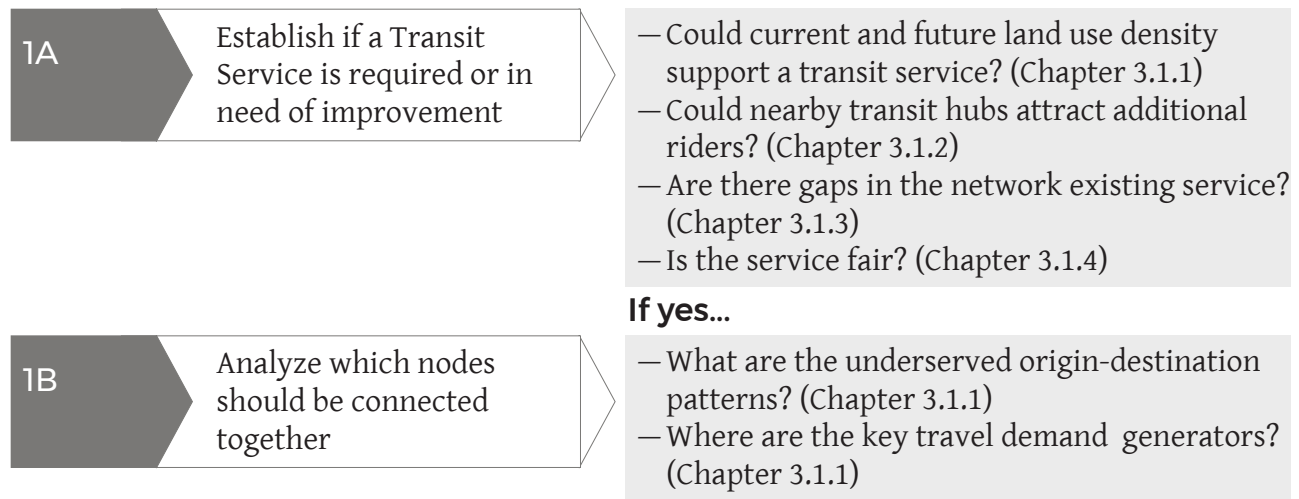 1A
Establish if a Transit
Service is required or in
need of improvement
—Could current and future land use density
support a transit service? (Chapter 3.1.1)
—Could nearby transit hubs attract additional
riders? (Chapter 3.1.2)
—Are there gaps in the network existing service?
(Chapter 3.1.3)
—Is the service fair? (Chapter 3.1.4)
If yes...
1B
Analyze which nodes
should be connected
together
—What are the underserved origin-destination
patterns? (Chapter 3.1.1)
—Where are the key travel demand generators?
(Chapter 3.1.1)